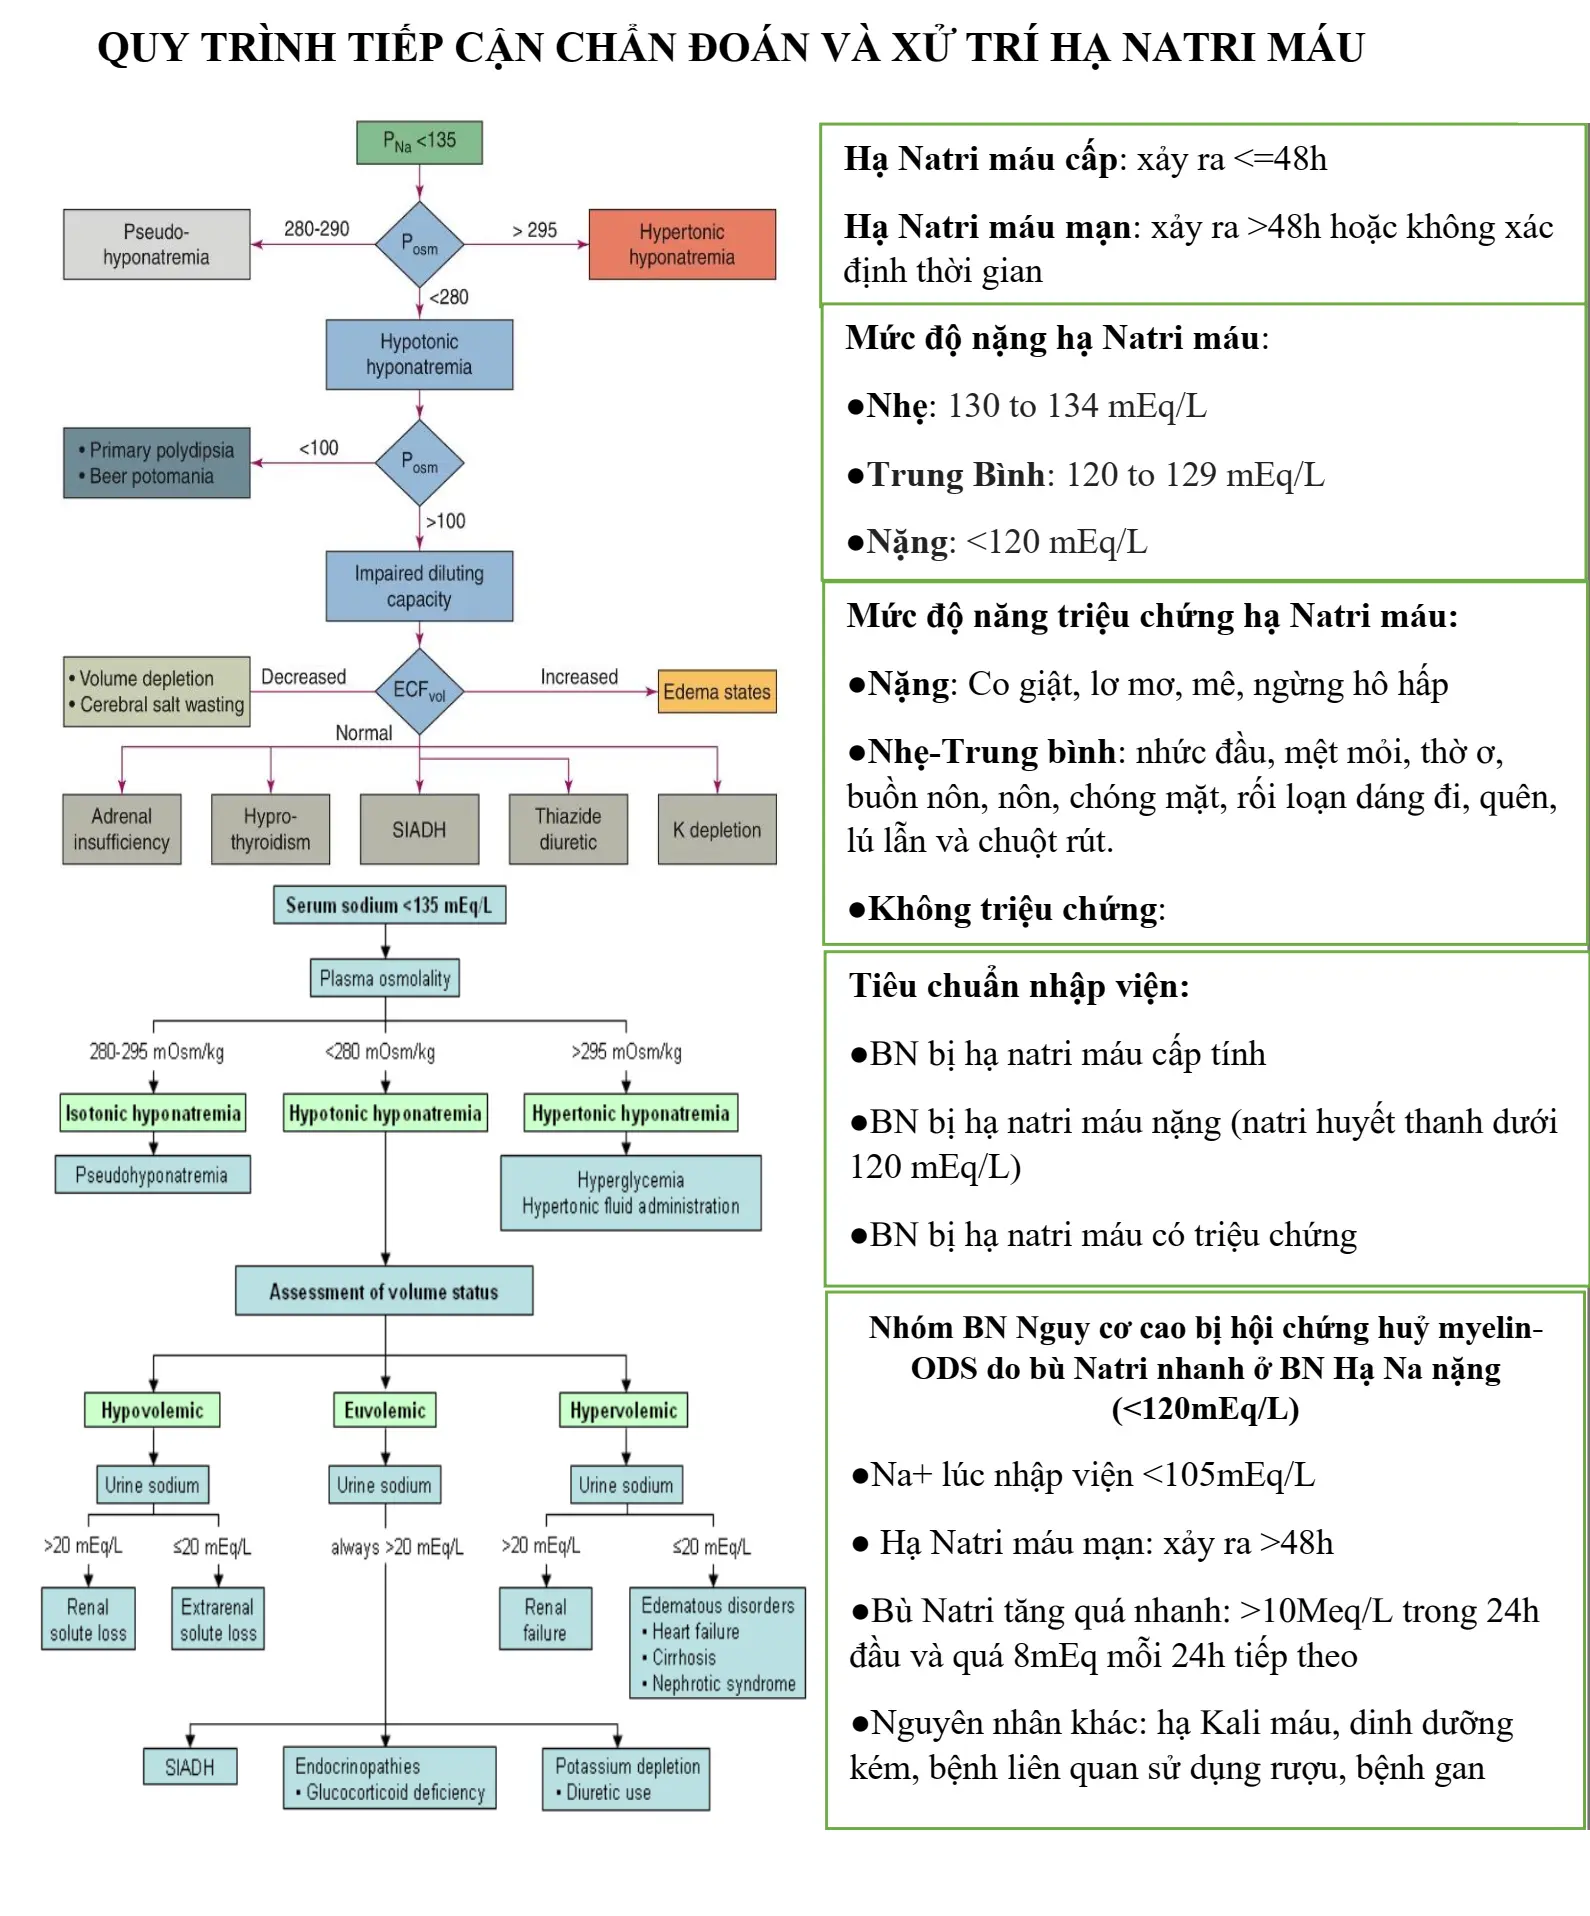 QUY TRÌNH TIẾP CẬN CHẨN ĐOÁN VÀ XỬ TRÍ HẠ NATRI MÁU
PNa <135
280-290
Posm
> 295
Pseudo-
hyponatremia
Hypertonic
hyponatremia
<280
Hypotonic
hyponatremia
<100
Posm
• Primary polydipsia
• Beer potomania
>100
Impaired diluting
capacity
• Volume depletion
• Cerebral salt wasting
Decreased
ECFvol
Increased
Edema states
Normal
Adrenal
insufficiency
Hypro-
thyroidism
SIADH
Thiazide
diuretic
K depletion
Serum sodium <135 mEq/L
Plasma osmolality
280-295 mOsm/kg
<280 mOsm/kg
>295 mOsm/kg
Isotonic hyponatremia
Hypotonic hyponatremia
Hypertonic hyponatremia
Pseudohyponatremia
Hyperglycemia
Hypertonic fluid administration
Assessment of volume status
Hypovolemic
Euvolemic
Hypervolemic
Urine sodium
Urine sodium
Urine sodium
>20 mEq/L
≤20 mEq/L
always >20 mEq/L
>20 mEq/L
≤20 mEq/L
Renal
solute loss
Extrarenal
solute loss
Renal
failure
Edematous disorders
• Heart failure
• Cirrhosis
• Nephrotic syndrome
SIADH
Endocrinopathies
• Glucocorticoid deficiency
Potassium depletion
• Diuretic use
Hạ Natri máu cấp: xảy ra <=48h
Hạ Natri máu mạn: xảy ra >48h hoặc không xác
định thời gian
Mức độ nặng hạ Natri máu:
●Nhẹ: 130 to 134 mEq/L
●Trung Bình: 120 to 129 mEq/L
●Nặng: <120 mEq/L
Mức độ năng triệu chứng hạ Natri máu:
●Nặng: Co giật, lơ mơ, mê, ngừng hô hấp
●Nhẹ-Trung bình: nhức đầu, mệt mỏi, thờ ơ,
buồn nôn, nôn, chóng mặt, rối loạn dáng đi, quên,
lú lẫn và chuột rút.
●Không triệu chứng:
Tiêu chuẩn nhập viện:
●BN bị hạ natri máu cấp tính
●BN bị hạ natri máu nặng (natri huyết thanh dưới
120 mEq/L)
●BN bị hạ natri máu có triệu chứng
Nhóm BN Nguy cơ cao bị hội chứng huỷ myelin-
ODS do bù Natri nhanh ở BN Hạ Na nặng
(<120mEq/L)
●Na+ lúc nhập viện <105mEq/L
● Hạ Natri máu mạn: xảy ra >48h
●Bù Natri tăng quá nhanh: >10Meq/L trong 24h
đầu và quá 8mEq mỗi 24h tiếp theo
●Nguyên nhân khác: hạ Kali máu, dinh dưỡng
kém, bệnh liên quan sử dụng rượu, bệnh gan